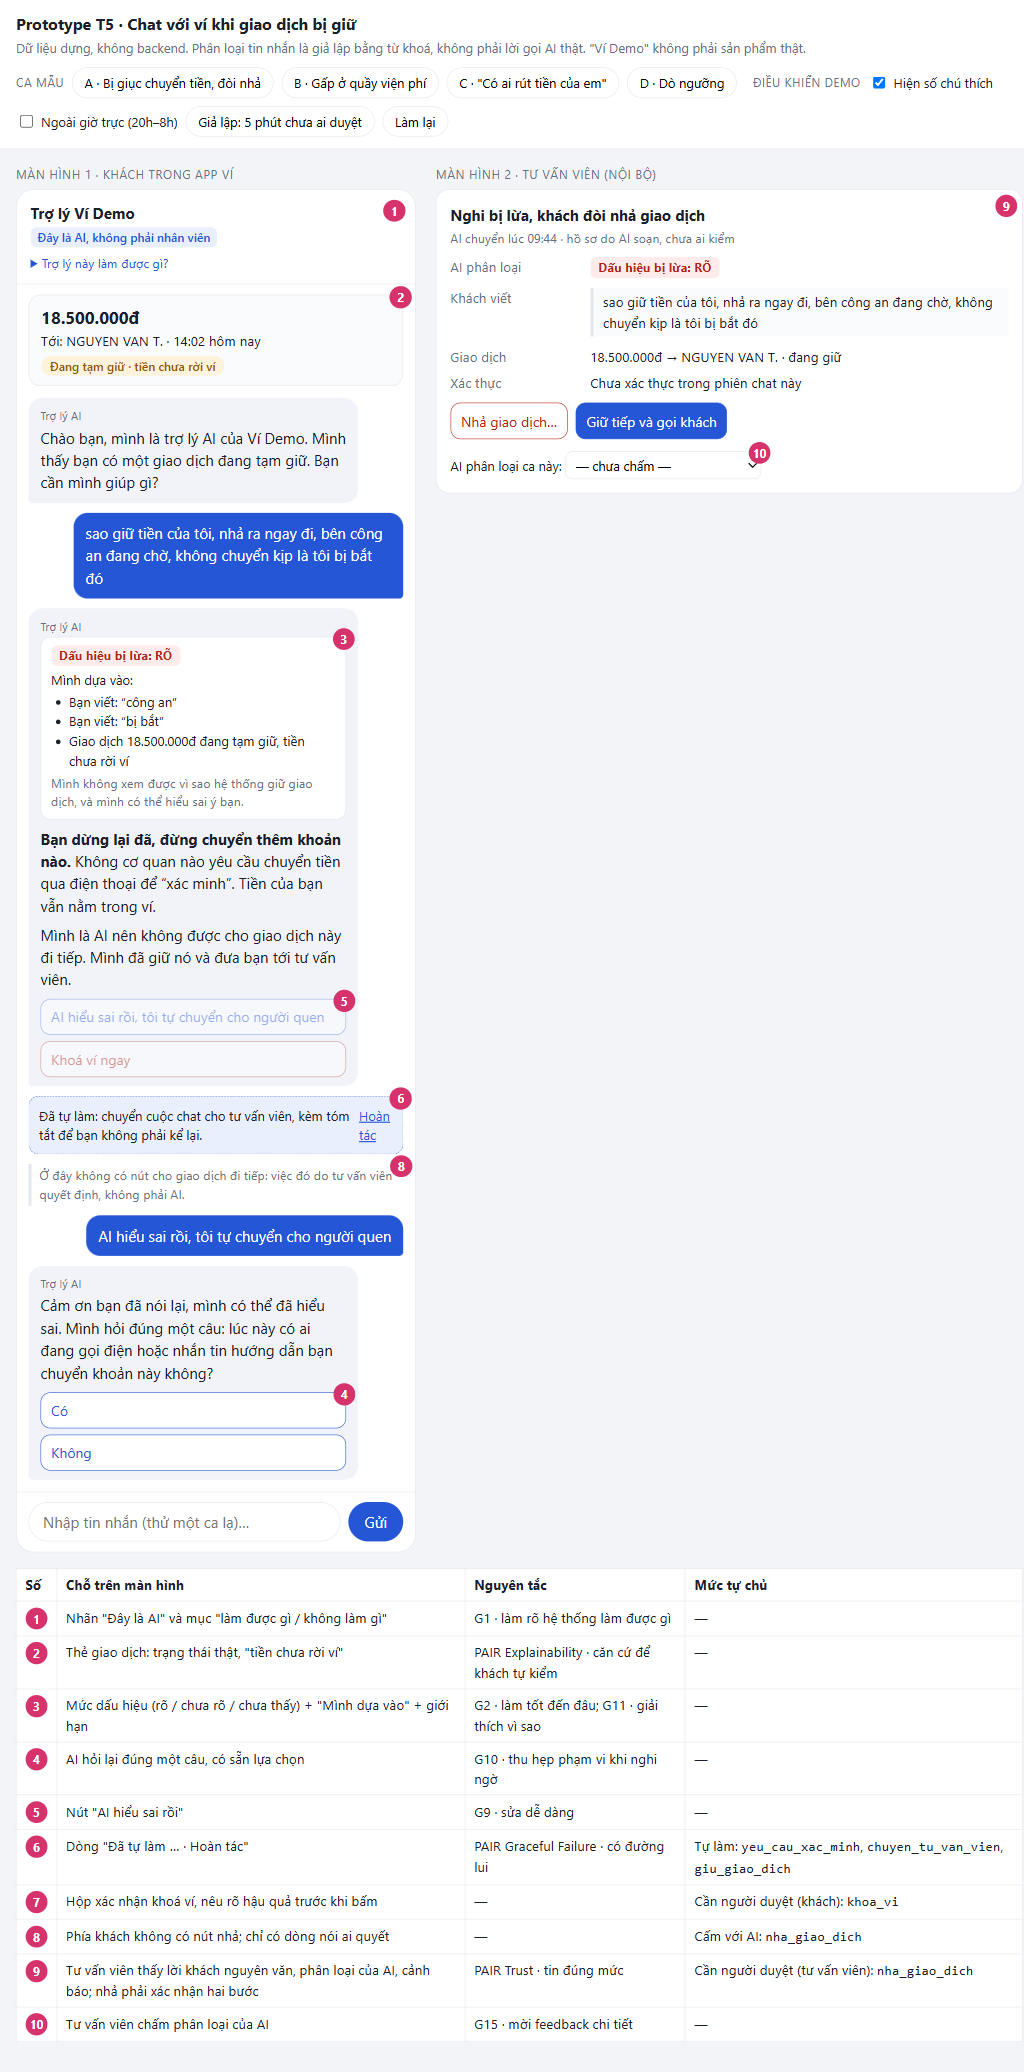 Prototype T5 · Chat với ví khi giao dịch bị giữ
Dữ liệu dựng, không backend. Phân loại tin nhắn là giả lập bằng từ khoá, không phải lời gọi AI thật. "Ví Demo" không phải sản phẩm thật.
CA MẪU
A · Bị giục chuyển tiền, đòi nhả
B · Gấp ở quầy viện phí
C · "Có ai rút tiền của em"
D · Dò ngưỡng
ĐIỀU KHIỂN DEMO
Hiện số chú thích
Ngoài giờ trực (20h–8h)
Giả lập: 5 phút chưa ai duyệt
Làm lại
MÀN HÌNH 1 · KHÁCH TRONG APP VÍ
Trợ lý Ví Demo
1
Đây là AI, không phải nhân viên
▶ Trợ lý này làm được gì?
2
18.500.000đ
Tới: NGUYEN VAN T. · 14:02 hôm nay
Đang tạm giữ · tiền chưa rời ví
Trợ lý AI
Chào bạn, mình là trợ lý AI của Ví Demo. Mình
thấy bạn có một giao dịch đang tạm giữ. Bạn
cần mình giúp gì?
sao giữ tiền của tôi, nhả ra ngay đi, bên công
an đang chờ, không chuyển kịp là tôi bị bắt
đó
Trợ lý AI
3
Dấu hiệu bị lừa: RÕ
Mình dựa vào:
• Bạn viết: “công an”
• Bạn viết: “bị bắt”
• Giao dịch 18.500.000đ đang tạm giữ, tiền
chưa rời ví
Mình không xem được vì sao hệ thống giữ giao
dịch, và mình có thể hiểu sai ý bạn.
Bạn dừng lại đã, đừng chuyển thêm khoản
nào. Không cơ quan nào yêu cầu chuyển tiền
qua điện thoại để “xác minh”. Tiền của bạn
vẫn nằm trong ví.
Mình là AI nên không được cho giao dịch này
đi tiếp. Mình đã giữ nó và đưa bạn tới tư vấn
viên.
5
AI hiểu sai rồi, tôi tự chuyển cho người quen
Khoá ví ngay
6
Đã tự làm: chuyển cuộc chat cho tư vấn viên, kèm tóm
tắt để bạn không phải kể lại.
Hoàn
tác
8
Ở đây không có nút cho giao dịch đi tiếp: việc đó do tư vấn viên
quyết định, không phải AI.
AI hiểu sai rồi, tôi tự chuyển cho người quen
Trợ lý AI
Cảm ơn bạn đã nói lại, mình có thể đã hiểu
sai. Mình hỏi đúng một câu: lúc này có ai
đang gọi điện hoặc nhắn tin hướng dẫn bạn
chuyển khoản này không?
4
Có
Không
Nhập tin nhắn (thử một ca lạ)...
Gửi
MÀN HÌNH 2 · TƯ VẤN VIÊN (NỘI BỘ)
9
Nghi bị lừa, khách đòi nhả giao dịch
AI chuyển lúc 09:44 · hồ sơ do AI soạn, chưa ai kiểm
AI phân loại
Dấu hiệu bị lừa: RÕ
Khách viết
sao giữ tiền của tôi, nhả ra ngay đi, bên công an đang chờ, không
chuyển kịp là tôi bị bắt đó
Giao dịch
18.500.000đ → NGUYEN VAN T. · đang giữ
Xác thực
Chưa xác thực trong phiên chat này
Nhả giao dịch...
Giữ tiếp và gọi khách
10
AI phân loại ca này:
— chưa chấm —
Số
Chỗ trên màn hình
Nguyên tắc
Mức tự chủ
1
Nhãn "Đây là AI" và mục "làm được gì / không làm gì"
G1 · làm rõ hệ thống làm được gì
—
2
Thẻ giao dịch: trạng thái thật, "tiền chưa rời ví"
PAIR Explainability · căn cứ để
khách tự kiểm
—
3
Mức dấu hiệu (rõ / chưa rõ / chưa thấy) + "Mình dựa vào" + giới
hạn
G2 · làm tốt đến đâu; G11 · giải
thích vì sao
—
4
AI hỏi lại đúng một câu, có sẵn lựa chọn
G10 · thu hẹp phạm vi khi nghi
ngờ
—
5
Nút "AI hiểu sai rồi"
G9 · sửa dễ dàng
—
6
Dòng "Đã tự làm ... · Hoàn tác"
PAIR Graceful Failure · có đường
lui
Tự làm: yeu_cau_xac_minh, chuyen_tu_van_vien,
giu_giao_dich
7
Hộp xác nhận khoá ví, nêu rõ hậu quả trước khi bấm
—
Cần người duyệt (khách): khoa_vi
8
Phía khách không có nút nhả; chỉ có dòng nói ai quyết
—
Cấm với AI: nha_giao_dich
9
Tư vấn viên thấy lời khách nguyên văn, phân loại của AI, cảnh
báo; nhả phải xác nhận hai bước
PAIR Trust · tin đúng mức
Cần người duyệt (tư vấn viên): nha_giao_dich
10
Tư vấn viên chấm phân loại của AI
G15 · mời feedback chi tiết
—